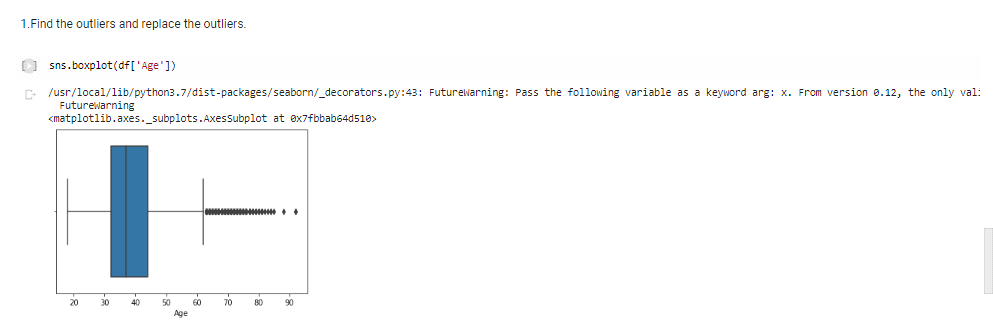 1.Find the outliers and replace the outliers.
sns.boxplot(df['Age'])
/usr/local/lib/python3.7/dist-packages/seaborn/_decorators.py:43: FutureWarning: Pass the following variable as a keyword arg: x. From version 0.12, the only vali
FutureWarning
<matplotlib.axes._subplots.AxesSubplot at 0x7fbbab64d510>
20 30 40 50 60 70 80 90
Age